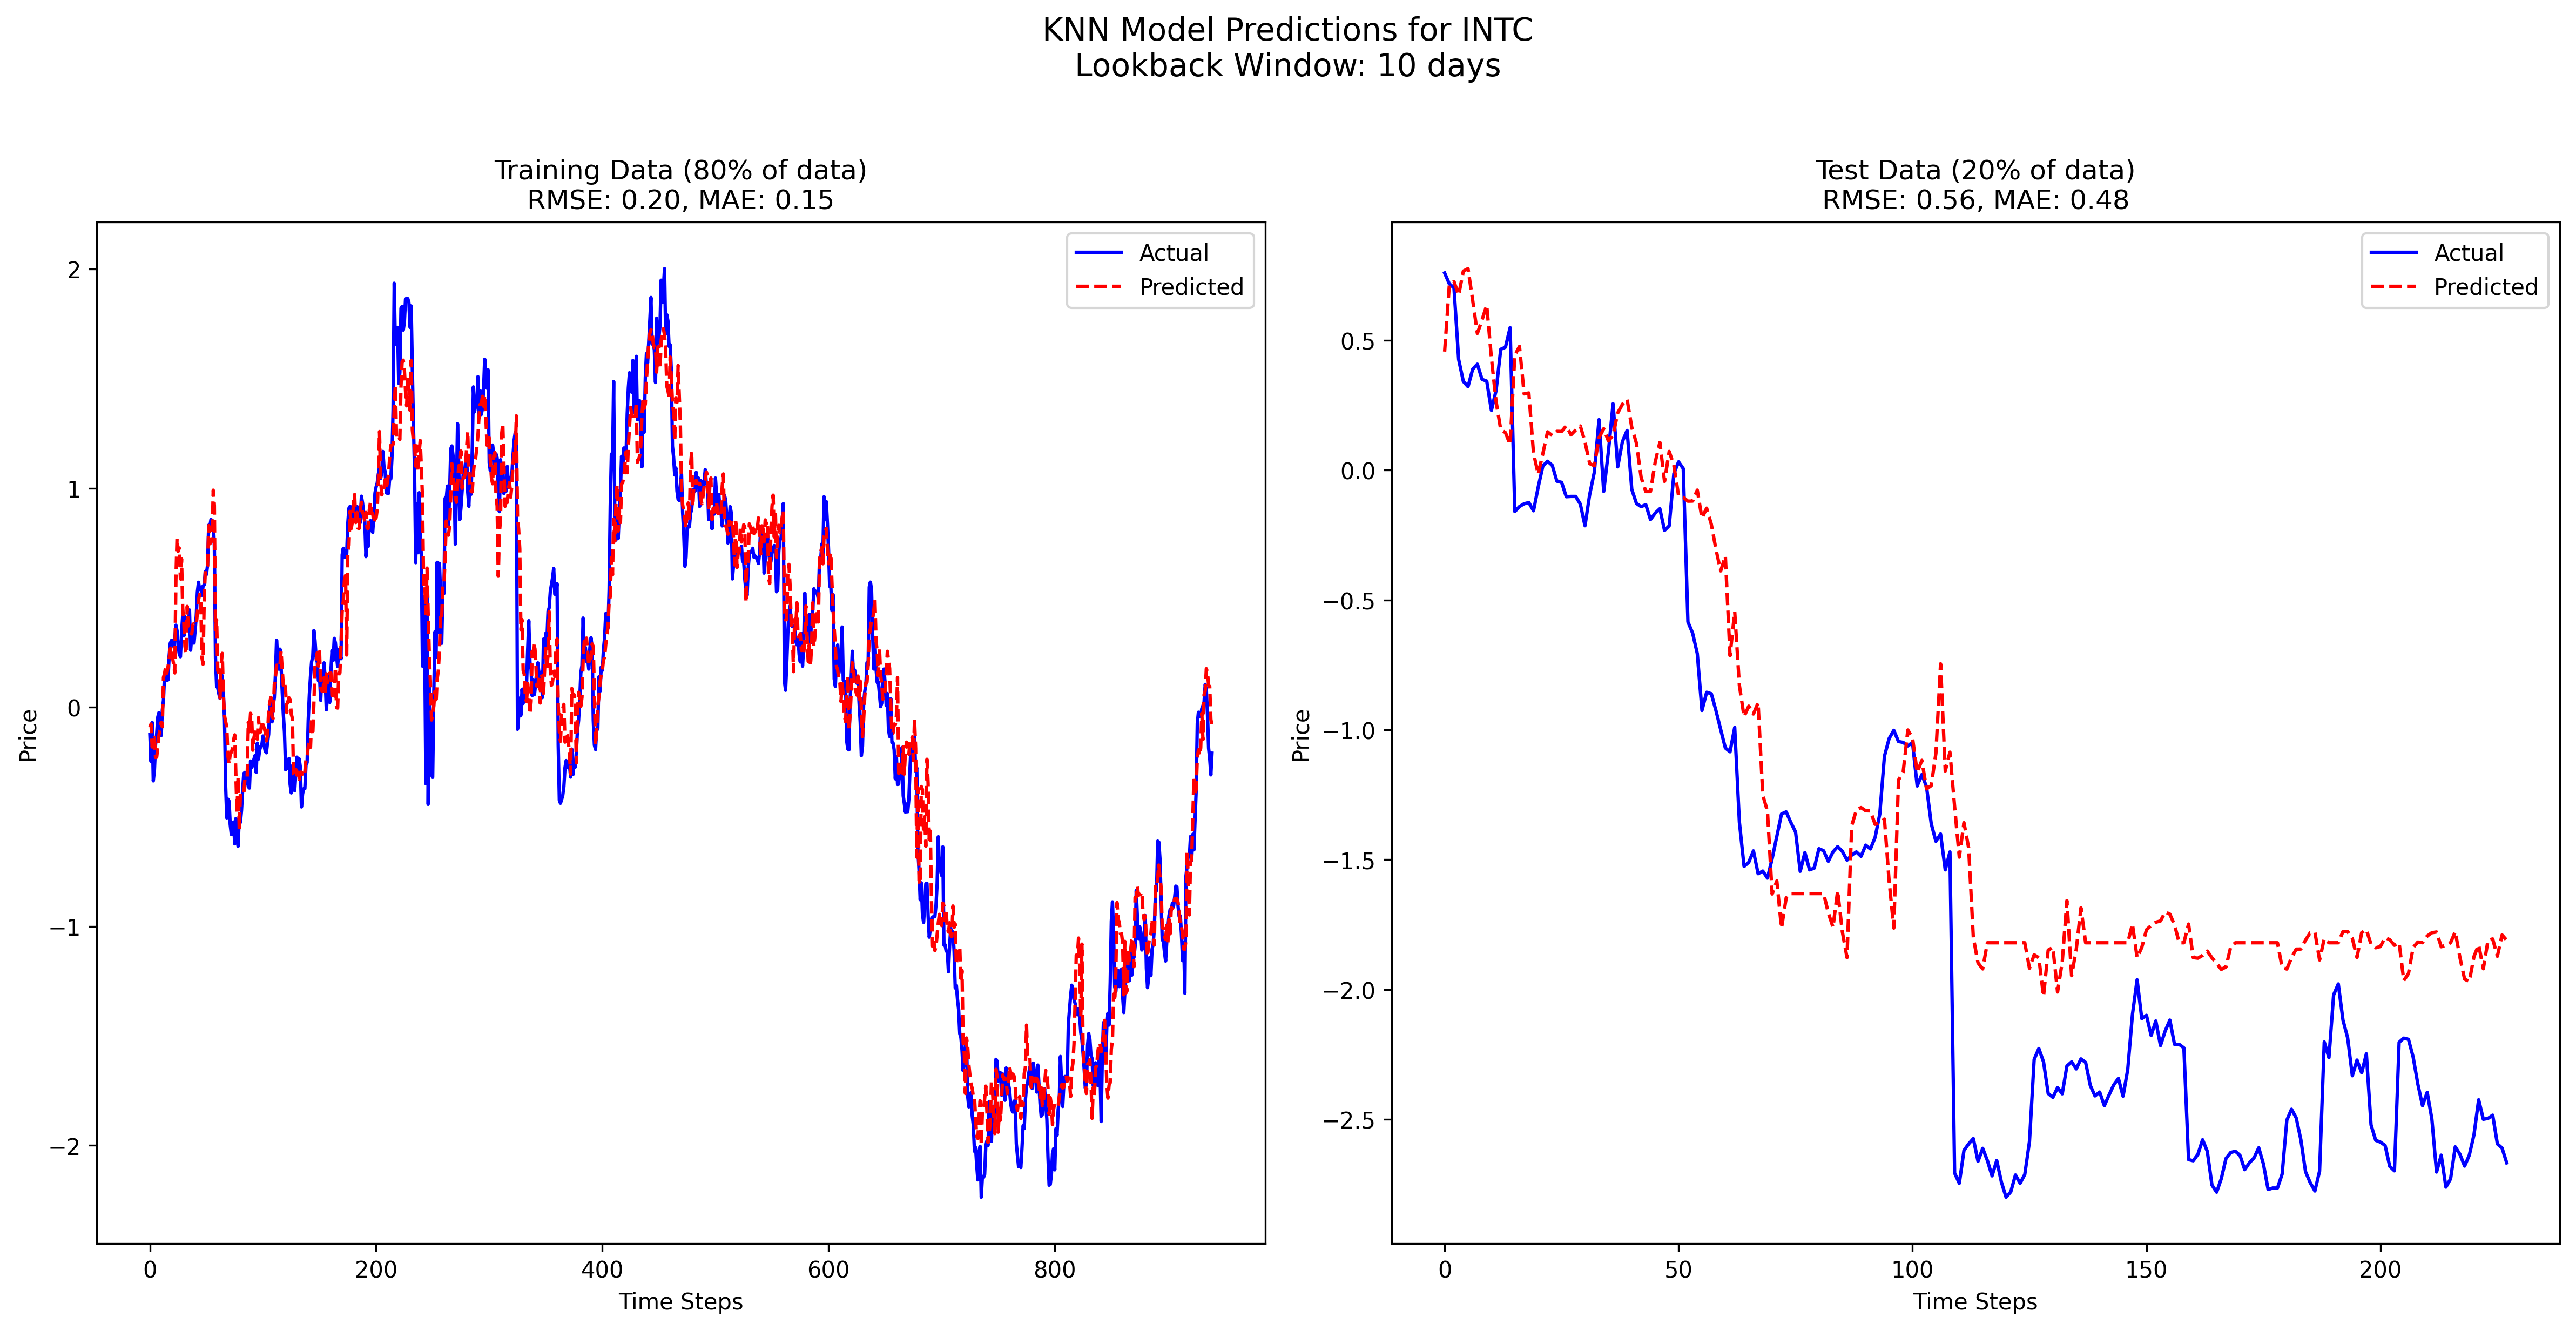 KNN Model Predictions for INTC
Lookback Window: 10 days
Training Data (80% of data)
RMSE: 0.20, MAE: 0.15
Actual
Predicted
2
1
0
−1
−2
Price
0
200
400
600
800
Time Steps
Test Data (20% of data)
RMSE: 0.56, MAE: 0.48
Actual
Predicted
0.5
0.0
−0.5
−1.0
−1.5
−2.0
−2.5
Price
0
50
100
150
200
Time Steps